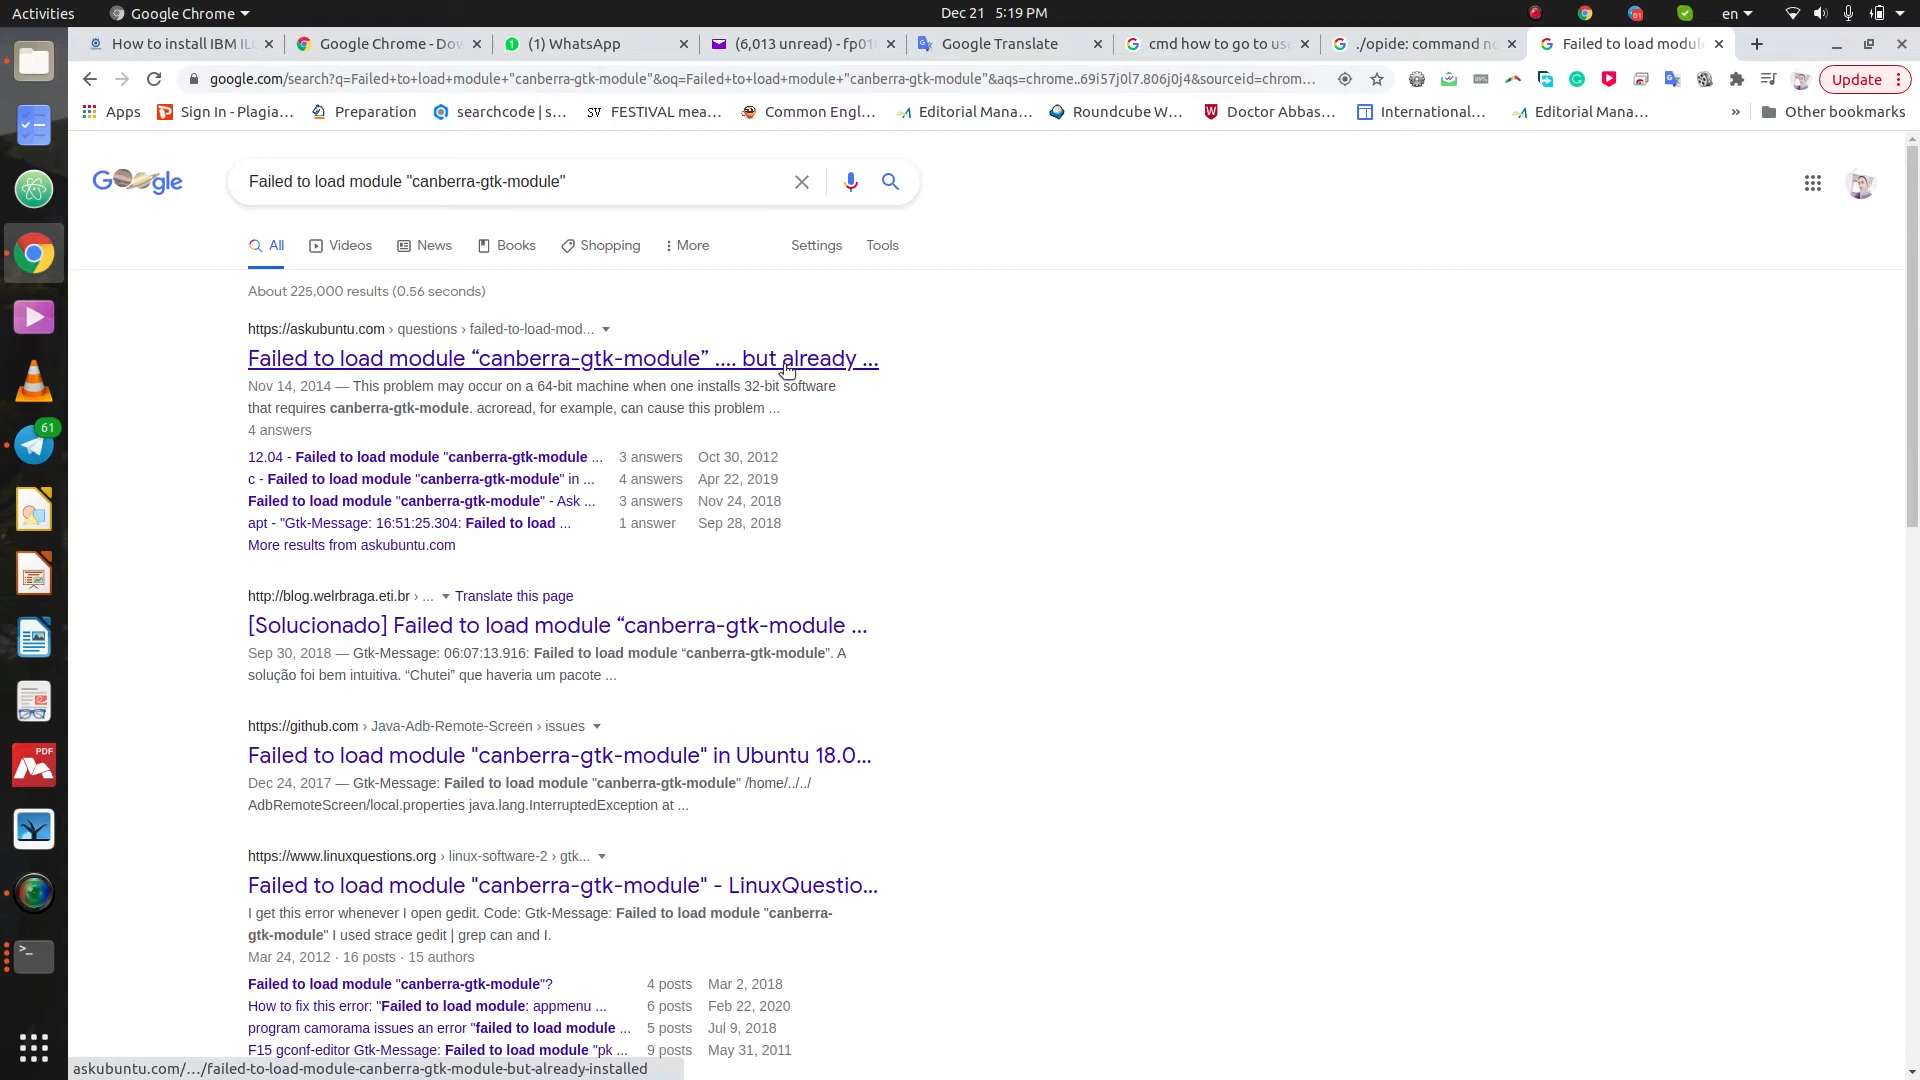 Activities Google Chrome Dec 21 5:19 PM en
How to install IBM IL Google Chrome - Do (1) WhatsApp (6,013 unread) - fp01 Google Translate cmd how to go to us ./opide: command n Failed to load modul
google.com/search?q=Failed+to+load+module+"canberra-gtk-module"&oq=Failed+to+load+module+"canberra-gtk-module"&aqs=chrome..69i57j0l7.806j0j4&sourceid=chrom... Update
Apps Sign In - Plagia... Preparation searchcode | s... SV FESTIVAL mea... Common Engl... Editorial Mana... Roundcube W... Doctor Abbas... International... Editorial Mana... » Other bookmarks
Google Failed to load module "canberra-gtk-module"
All Videos News Books Shopping More Settings Tools
About 225,000 results (0.56 seconds)
https://askubuntu.com › questions › failed-to-load-mod...
Failed to load module “canberra-gtk-module” .... but already ...
Nov 14, 2014 — This problem may occur on a 64-bit machine when one installs 32-bit software
that requires canberra-gtk-module. acroread, for example, can cause this problem ...
4 answers
12.04 - Failed to load module "canberra-gtk-module ... 3 answers Oct 30, 2012
c - Failed to load module "canberra-gtk-module" in ... 4 answers Apr 22, 2019
Failed to load module "canberra-gtk-module" - Ask ... 3 answers Nov 24, 2018
apt - "Gtk-Message: 16:51:25.304: Failed to load ... 1 answer Sep 28, 2018
More results from askubuntu.com
http://blog.welrbraga.eti.br › ... Translate this page
[Solucionado] Failed to load module “canberra-gtk-module ...
Sep 30, 2018 — Gtk-Message: 06:07:13.916: Failed to load module “canberra-gtk-module”. A
solução foi bem intuitiva. “Chutei” que haveria um pacote ...
https://github.com › Java-Adb-Remote-Screen › issues
Failed to load module "canberra-gtk-module" in Ubuntu 18.0...
Dec 24, 2017 — Gtk-Message: Failed to load module "canberra-gtk-module" /home/../../
AdbRemoteScreen/local.properties java.lang.InterruptedException at ...
https://www.linuxquestions.org › linux-software-2 › gtk...
Failed to load module "canberra-gtk-module" - LinuxQuestio...
I get this error whenever I open gedit. Code: Gtk-Message: Failed to load module "canberra-
gtk-module" I used strace gedit | grep can and I.
Mar 24, 2012 · 16 posts · 15 authors
Failed to load module "canberra-gtk-module"? 4 posts Mar 2, 2018
How to fix this error: "Failed to load module: appmenu ... 6 posts Feb 22, 2020
program camorama issues an error "failed to load module ... 5 posts Jul 9, 2018
F15 gconf-editor Gtk-Message: Failed to load module "pk ... 9 posts May 31, 2011
askubuntu.com/.../failed-to-load-module-canberra-gtk-module-but-already-installed
61
PDF